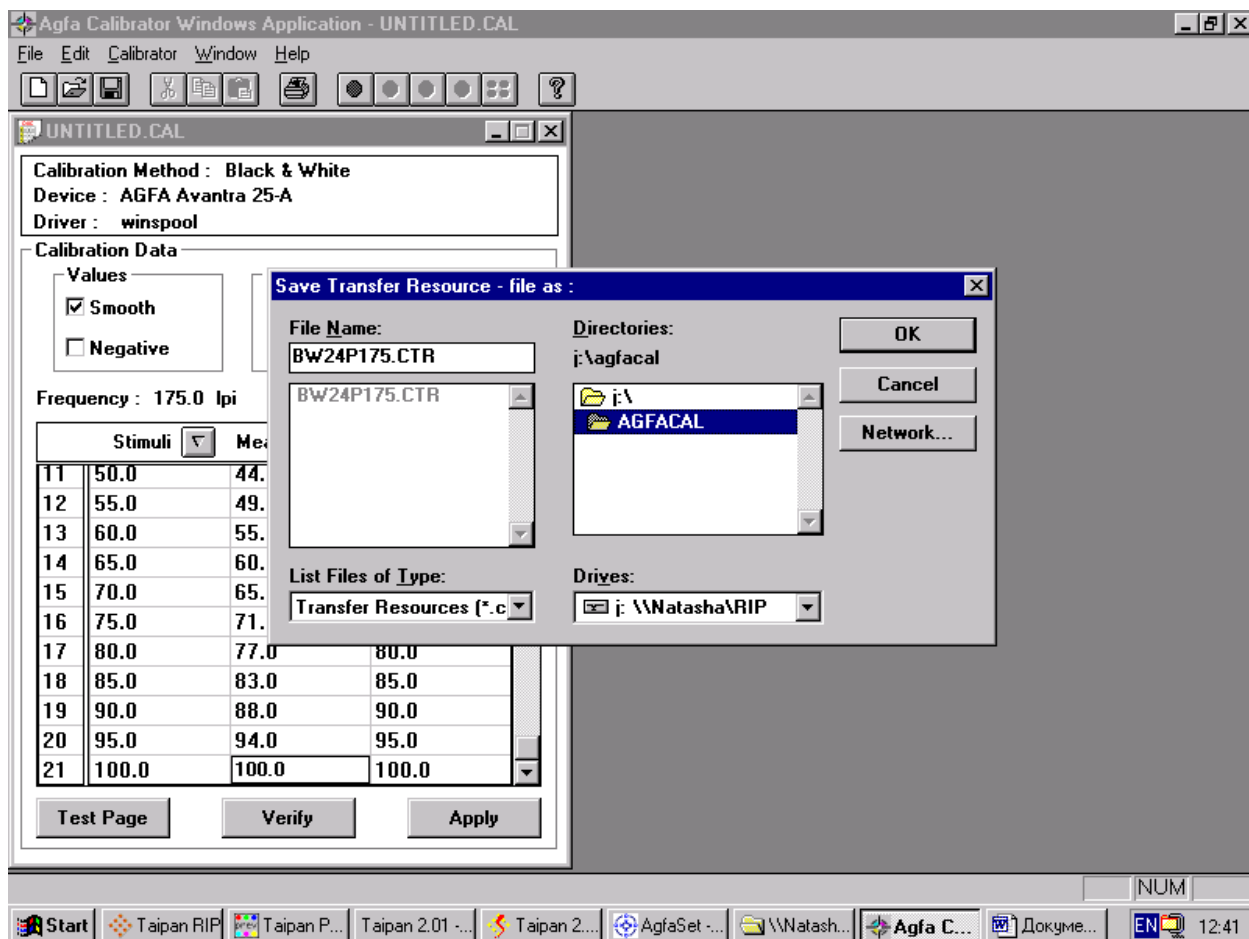 Agfa Calibrator Windows Application - UNTITLED.CAL
File Edit Calibrator Window Help
UNTITLED.CAL
Calibration Method : Black & White
Device : AGFA Avantra 25-A
Driver : winspool
Calibration Data
Values
Smooth
Negative
Frequency : 175.0 lpi
Stimuli Mea
11 50.0 44.
12 55.0 49.
13 60.0 55.
14 65.0 60.
15 70.0 65.
16 75.0 71.
17 80.0 77.0 80.0
18 85.0 83.0 85.0
19 90.0 88.0 90.0
20 95.0 94.0 95.0
21 100.0 100.0 100.0
Test Page Verify Apply
Save Transfer Resource - file as :
File Name:
BW24P175.CTR
BW24P175.CTR
List Files of Type:
Transfer Resources (*.c
Directories:
j:\agfacal
j:\
AGFACAL
Drives:
j: \\Natasha\RIP
OK
Cancel
Network...
NUM
Start Taipan RIP Taipan P... Taipan 2.01 -... Taipan 2.... AgfaSet -... \\Natash... Agfa C... Докуме... EN 12:41